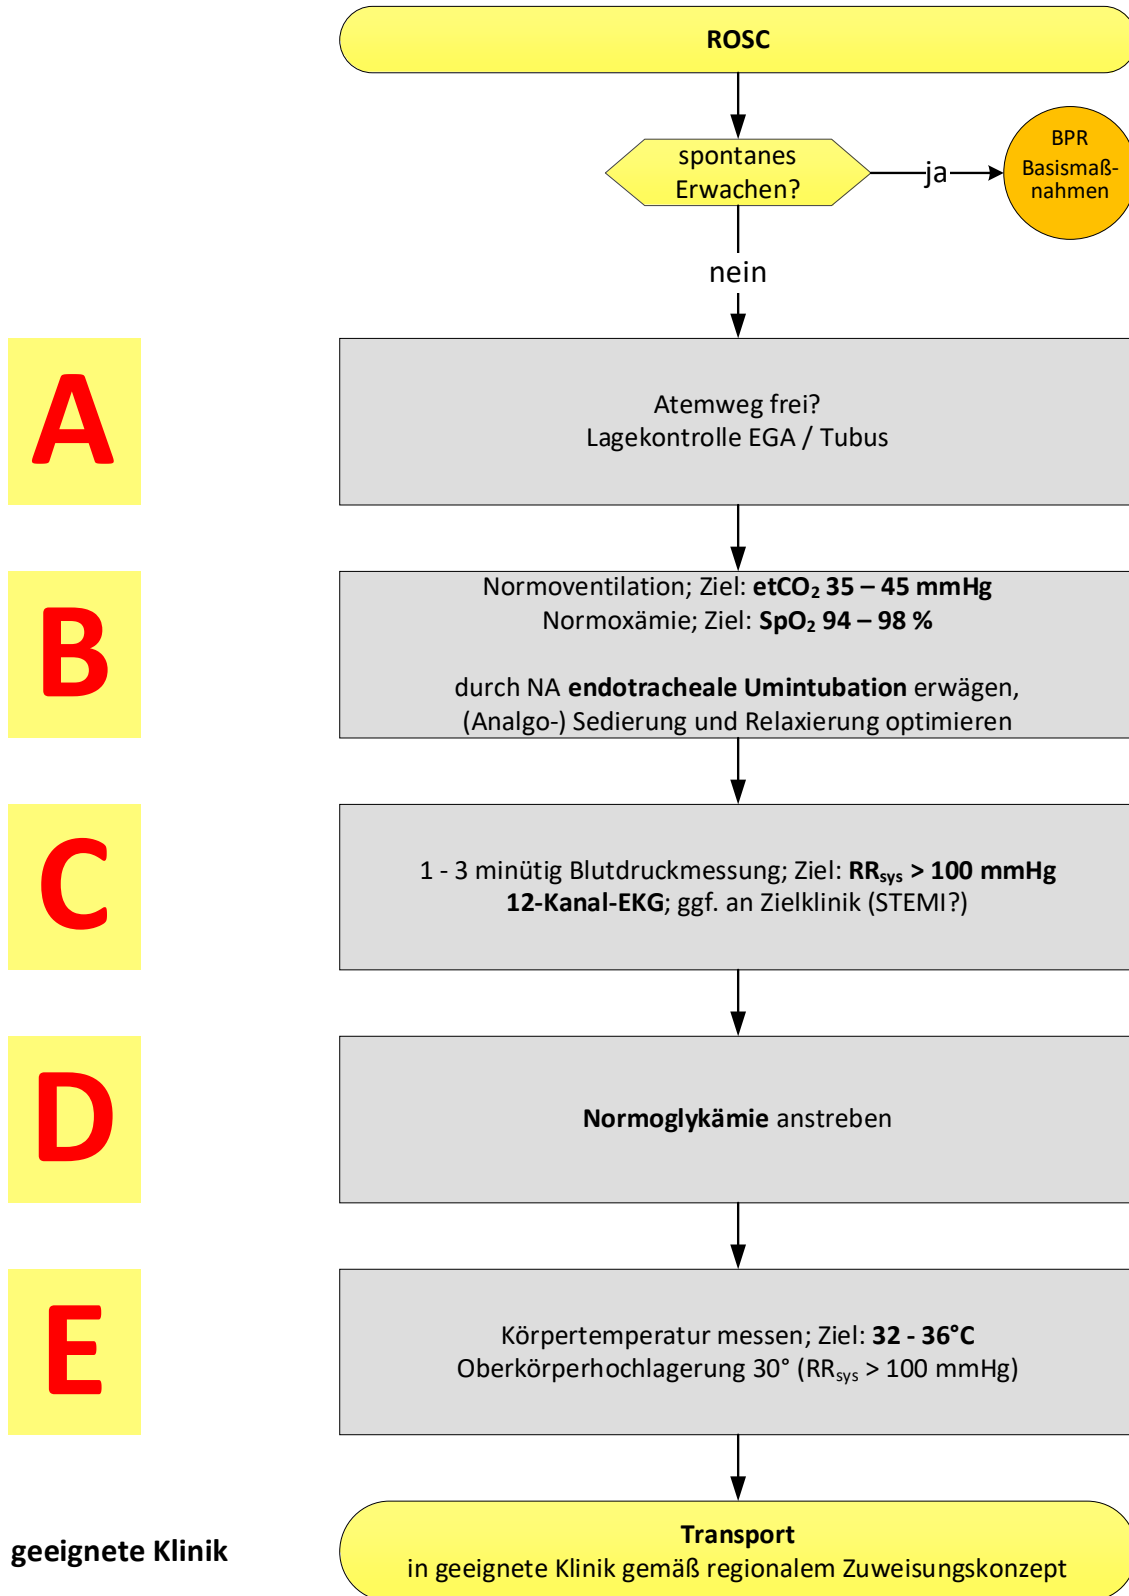 ROSC
spontanes
Erwachen?
ja
BPR
Basismaß-
nahmen
nein
A
Atemweg frei?
Lagekontrolle EGA / Tubus
B
Normoventilation; Ziel: etCO₂ 35 – 45 mmHg
Normoxämie; Ziel: SpO₂ 94 – 98 %
durch NA endotracheale Umintubation erwägen,
(Analgo-) Sedierung und Relaxierung optimieren
C
1 - 3 minütig Blutdruckmessung; Ziel: RRsys > 100 mmHg
12-Kanal-EKG; ggf. an Zielklinik (STEMI?)
D
Normoglykämie anstreben
E
Körpertemperatur messen; Ziel: 32 - 36°C
Oberkörperhochlagerung 30° (RRsys > 100 mmHg)
geeignete Klinik
Transport
in geeignete Klinik gemäß regionalem Zuweisungskonzept